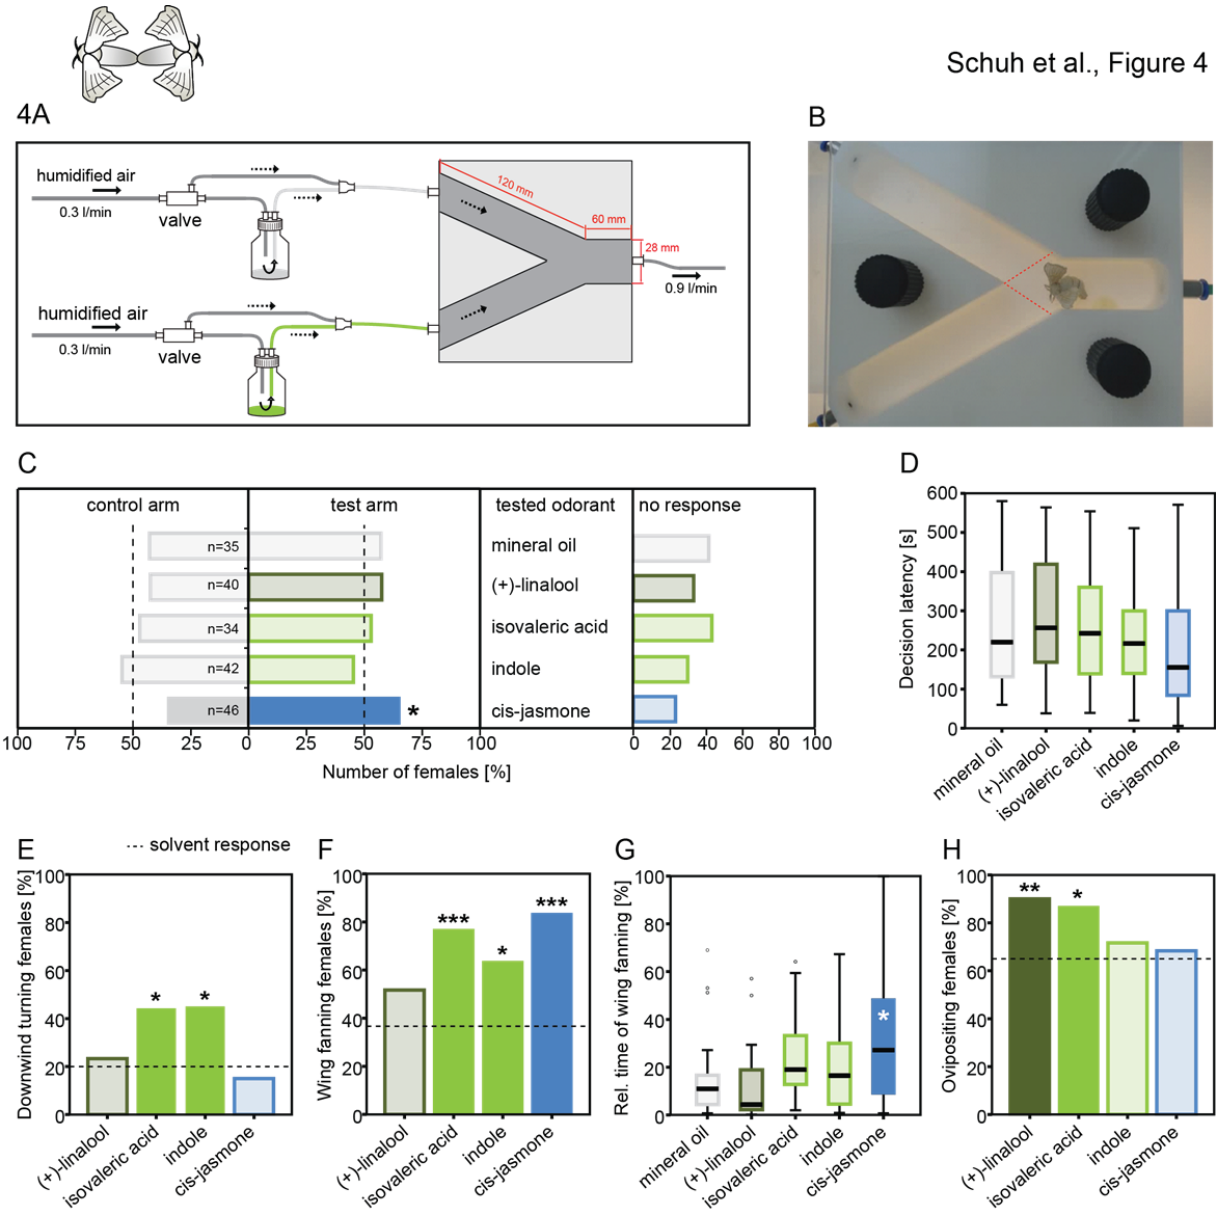 Schuh et al., Figure 4
4A
humidified air
0.3 l/min
valve
120 mm
60 mm
28 mm
0.9 l/min
humidified air
0.3 l/min
valve
B
C
control arm
test arm
tested odorant
no response
n=35
mineral oil
n=40
(+)-linalool
n=34
isovaleric acid
n=42
indole
n=46
*
cis-jasmone
100 75 50 25 0 25 50 75 100
0 20 40 60 80 100
Number of females [%]
D
Decision latency [s]
600
500
400
300
200
100
0
mineral oil
(+)-linalool
isovaleric acid
indole
cis-jasmone
--- solvent response
E
Downwind turning females [%]
100
80
60
40
20
0
* *
(+)-linalool
isovaleric acid
indole
cis-jasmone
F
Wing fanning females [%]
100
80
60
40
20
0
*** * ***
(+)-linalool
isovaleric acid
indole
cis-jasmone
G
Rel. time of wing fanning [%]
100
80
60
40
20
0
*
mineral oil
(+)-linalool
isovaleric acid
indole
cis-jasmone
H
Ovipositing females [%]
100
80
60
40
20
0
** *
(+)-linalool
isovaleric acid
indole
cis-jasmone